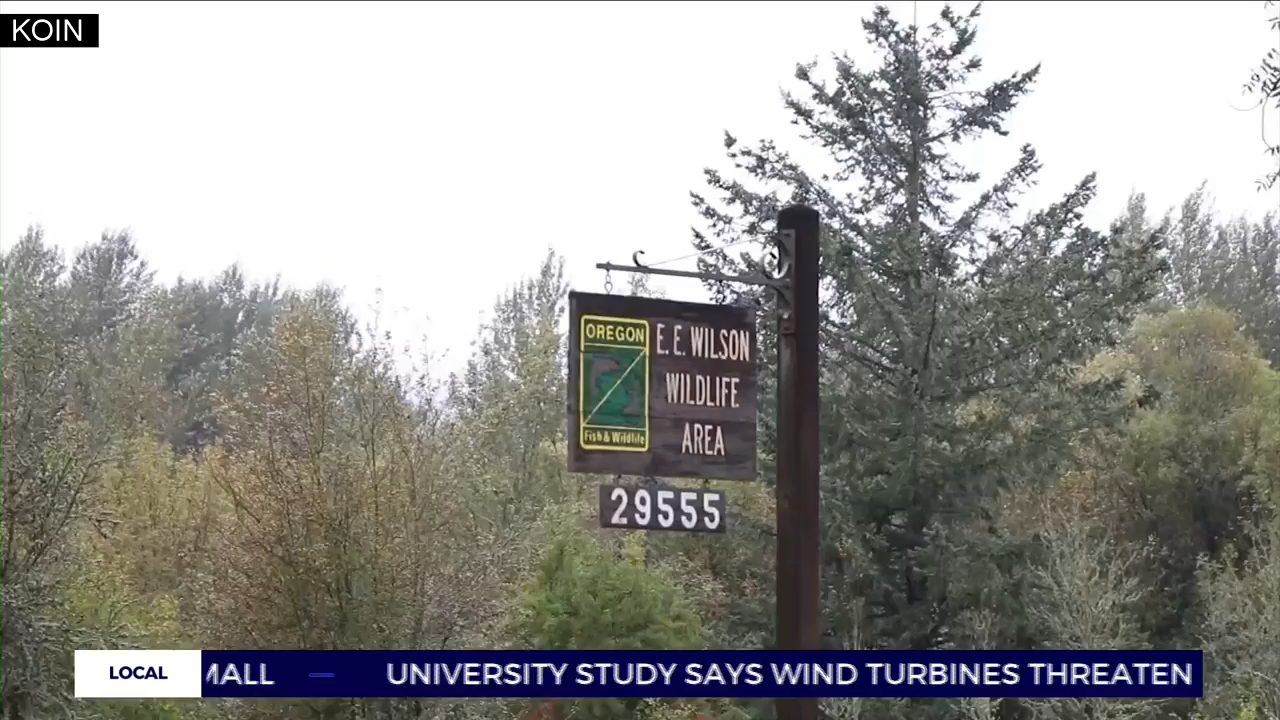 KOIN
OREGON
Fish & Wildlife
E. E. WILSON
WILDLIFE
AREA
29555
LOCAL
MALL — UNIVERSITY STUDY SAYS WIND TURBINES THREATEN